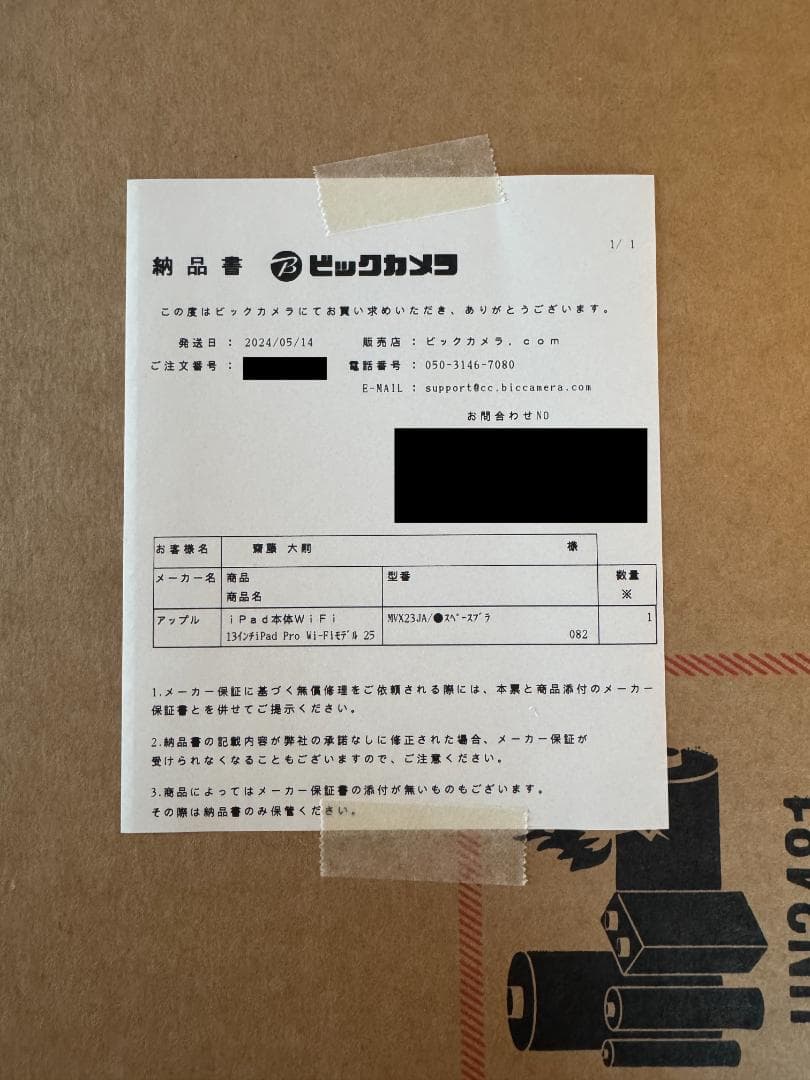 1/ 1
納品書 B ビックカメラ
この度はビックカメラにてお買い求めいただき、ありがとうございます。
発送日 : 2024/05/14 販売店 : ビックカメラ.com
ご注文番号 : 電話番号 : 050-3146-7080
E-MAIL : support@cc.biccamera.com
お問合わせNO
お客様名 齋藤 大嗣 様
メーカー名 商品 型番 数量
商品名 ※
アップル iPad本体WiFi MVX23JA/●スペースブラ 1
13インチiPad Pro Wi-Fiモデル 25 082
1.メーカー保証に基づく無償修理をご依頼される際には、本票と商品添付のメーカー
保証書とを併せてご提示ください。
2.納品書の記載内容が弊社の承諾なしに修正された場合、メーカー保証が
受けられなくなることもございますので、ご注意ください。
3.商品によってはメーカー保証書の添付が無いものもございます。
その際は納品書のみ保管ください。